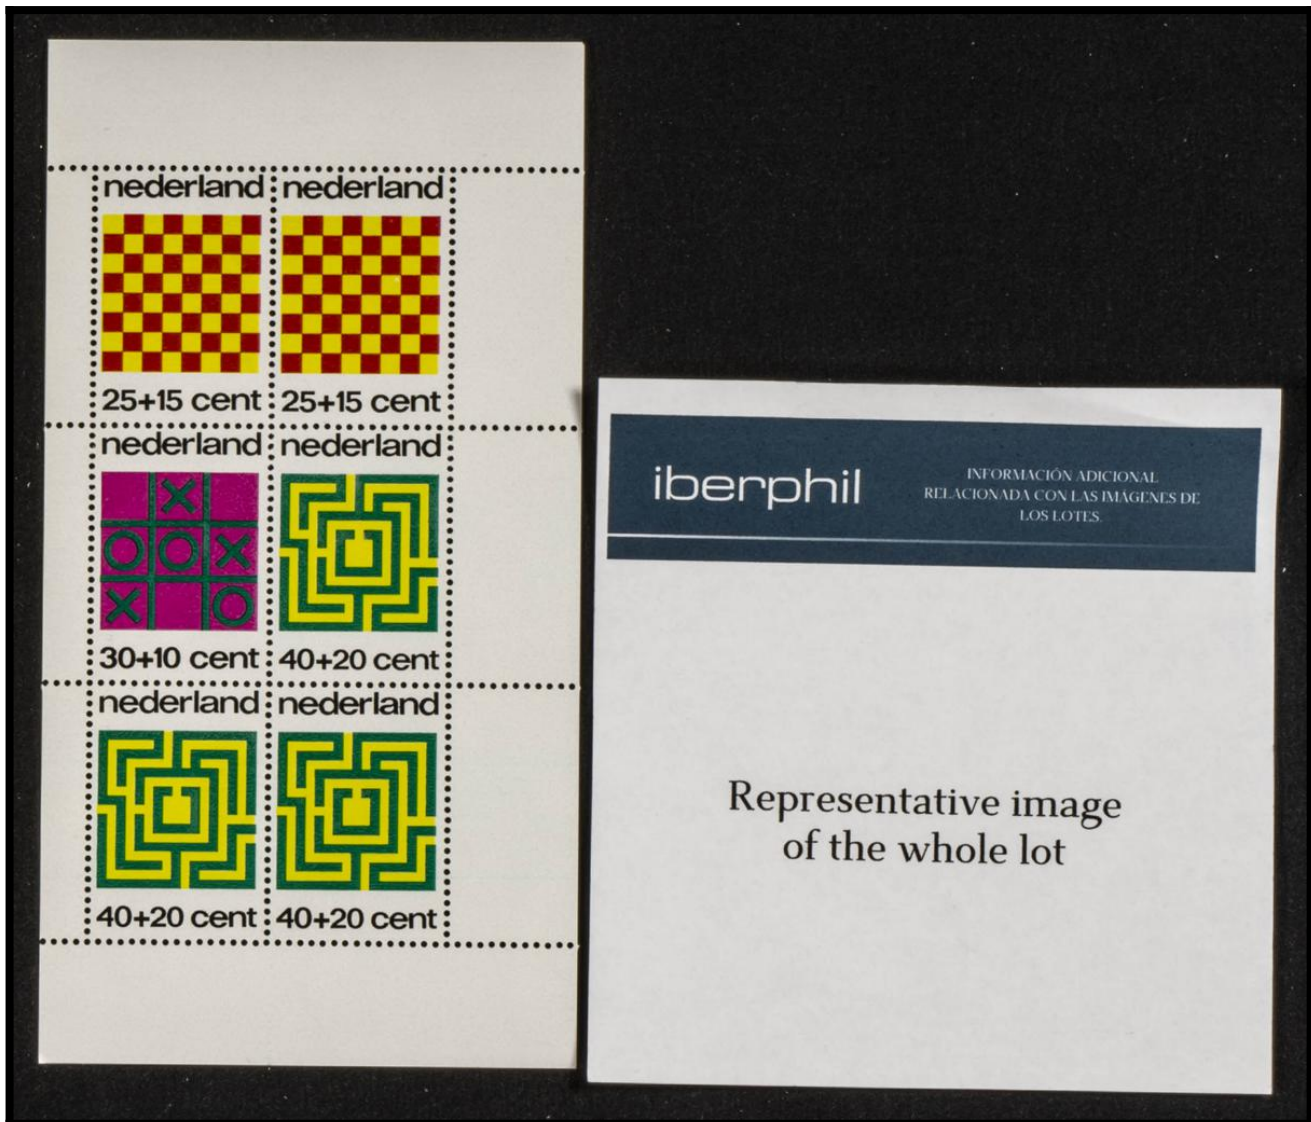 nederland nederland
25+15 cent 25+15 cent
nederland nederland
X
O O X
X O
30+10 cent 40+20 cent
nederland nederland
40+20 cent 40+20 cent
iberphil
INFORMACIÓN ADICIONAL
RELACIONADA CON LAS IMÁGENES DE
LOS LOTES.
Representative image
of the whole lot